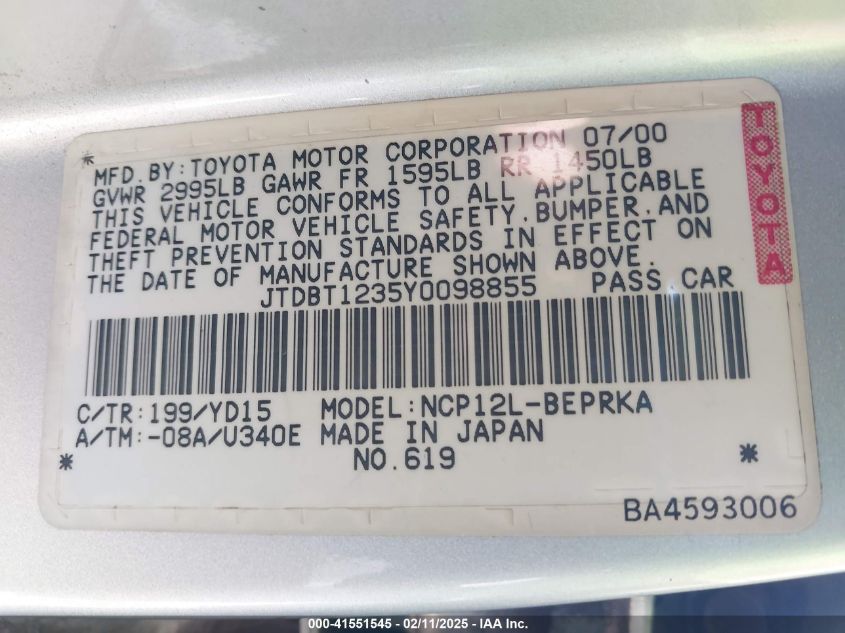 MFD.BY:TOYOTA MOTOR CORPORATION 07/00
GVWR 2995LB GAWR FR 1595LB RR 1450LB
THIS VEHICLE CONFORMS TO ALL APPLICABLE
FEDERAL MOTOR VEHICLE SAFETY,BUMPER,AND
THEFT PREVENTION STANDARDS IN EFFECT ON
THE DATE OF MANUFACTURE SHOWN ABOVE.
JTDBT1235Y0098855 PASS CAR
TOYOTA
C/TR:199/YD15 MODEL:NCP12L-BEPRKA
A/TM:-08A/U340E MADE IN JAPAN
* NO.619 *
BA4593006
000-41551545 - 02/11/2025 - IAA Inc.